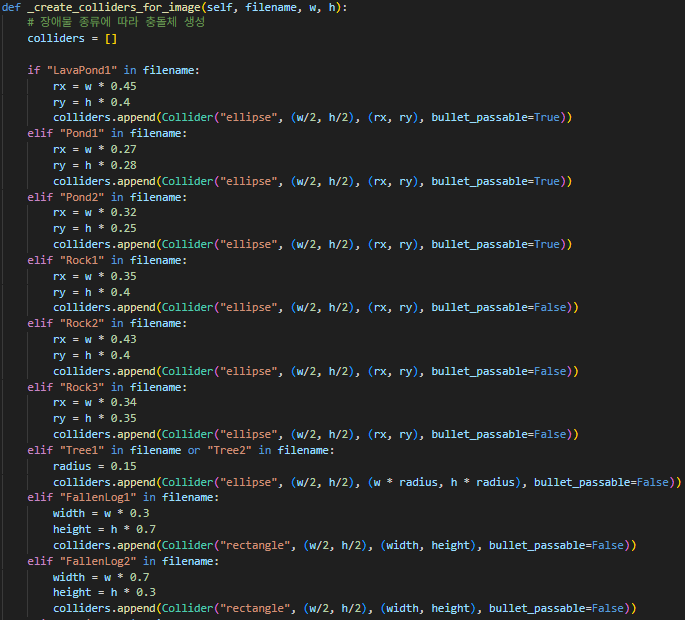 def _create_colliders_for_image(self, filename, w, h):
    # 장애물 종류에 따라 충돌체 생성
    colliders = []

    if "LavaPond1" in filename:
        rx = w * 0.45
        ry = h * 0.4
        colliders.append(Collider("ellipse", (w/2, h/2), (rx, ry), bullet_passable=True))
    elif "Pond1" in filename:
        rx = w * 0.27
        ry = h * 0.28
        colliders.append(Collider("ellipse", (w/2, h/2), (rx, ry), bullet_passable=True))
    elif "Pond2" in filename:
        rx = w * 0.32
        ry = h * 0.25
        colliders.append(Collider("ellipse", (w/2, h/2), (rx, ry), bullet_passable=True))
    elif "Rock1" in filename:
        rx = w * 0.35
        ry = h * 0.4
        colliders.append(Collider("ellipse", (w/2, h/2), (rx, ry), bullet_passable=False))
    elif "Rock2" in filename:
        rx = w * 0.43
        ry = h * 0.4
        colliders.append(Collider("ellipse", (w/2, h/2), (rx, ry), bullet_passable=False))
    elif "Rock3" in filename:
        rx = w * 0.34
        ry = h * 0.35
        colliders.append(Collider("ellipse", (w/2, h/2), (rx, ry), bullet_passable=False))
    elif "Tree1" in filename or "Tree2" in filename:
        radius = 0.15
        colliders.append(Collider("ellipse", (w/2, h/2), (w * radius, h * radius), bullet_passable=False))
    elif "FallenLog1" in filename:
        width = w * 0.3
        height = h * 0.7
        colliders.append(Collider("rectangle", (w/2, h/2), (width, height), bullet_passable=False))
    elif "FallenLog2" in filename:
        width = w * 0.7
        height = h * 0.3
        colliders.append(Collider("rectangle", (w/2, h/2), (width, height), bullet_passable=False))